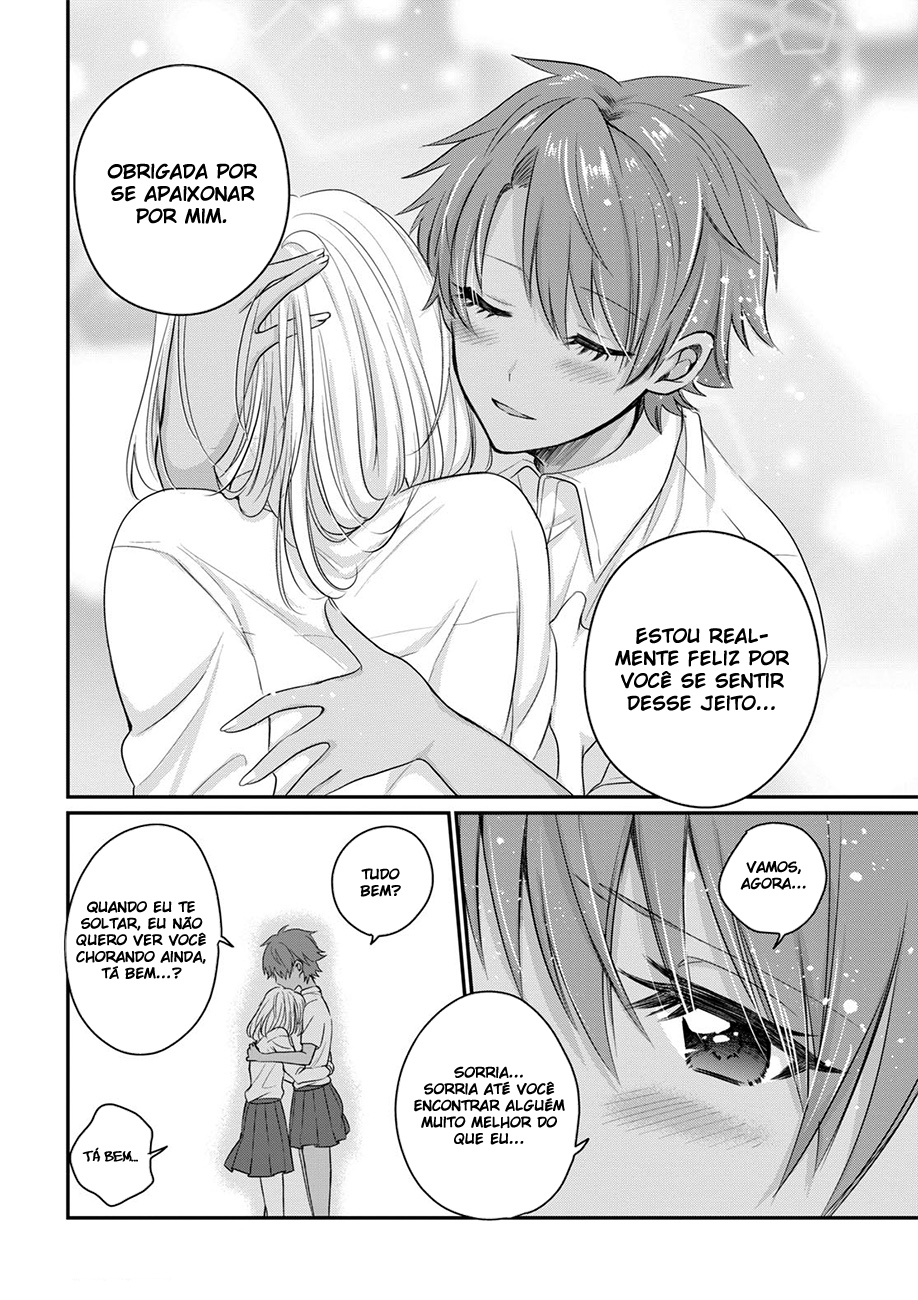 OBRIGADA POR
SE APAIXONAR
POR MIM.
ESTOU REAL-
MENTE FELIZ POR
VOCÊ SE SENTIR
DESSE JEITO...
VAMOS,
AGORA...
SORRIA...
SORRIA ATÉ VOCÊ
ENCONTRAR ALGUÉM
MUITO MELHOR DO
QUE EU...
TUDO
BEM?
QUANDO EU TE
SOLTAR, EU NÃO
QUERO VER VOCÊ
CHORANDO AINDA,
TÁ BEM...?
TÁ BEM...